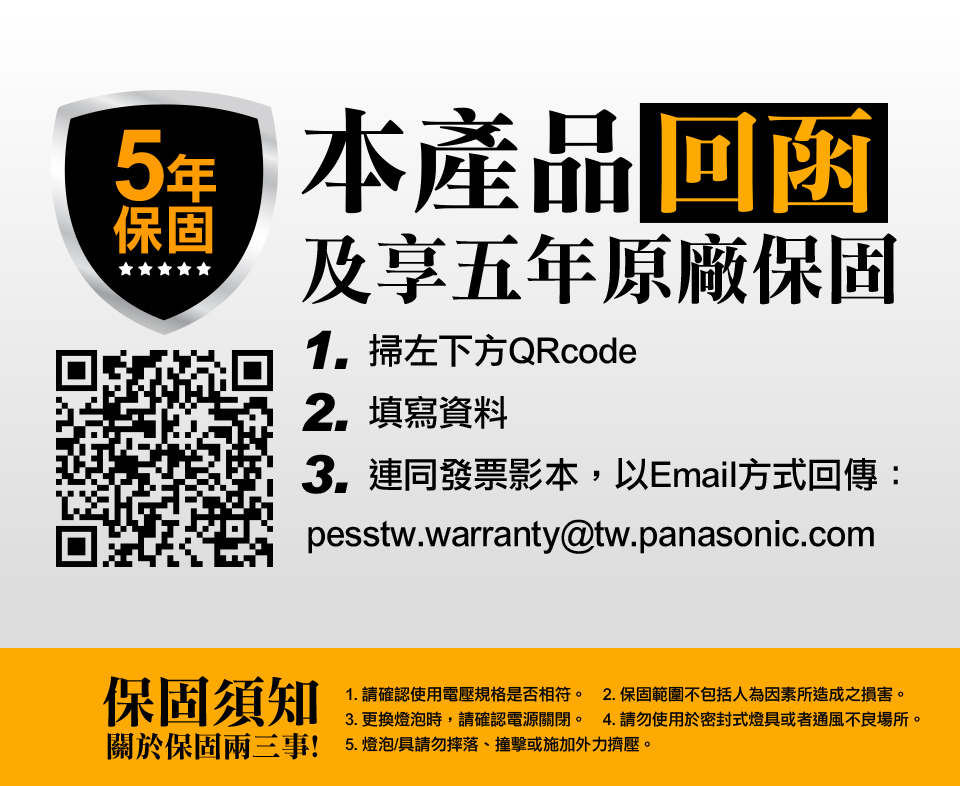 5年
保固
本產品回函
及享五年原廠保固
1. 掃左下方QRcode
2. 填寫資料
3. 連同發票影本，以Email方式回傳：
pesstw.warranty@tw.panasonic.com
保固須知
關於保固兩三事!
1. 請確認使用電壓規格是否相符。 2. 保固範圍不包括人為因素所造成之損害。
3. 更換燈泡時，請確認電源關閉。 4. 請勿使用於密封式燈具或者通風不良場所。
5. 燈泡/具請勿摔落、撞擊或施加外力擠壓。